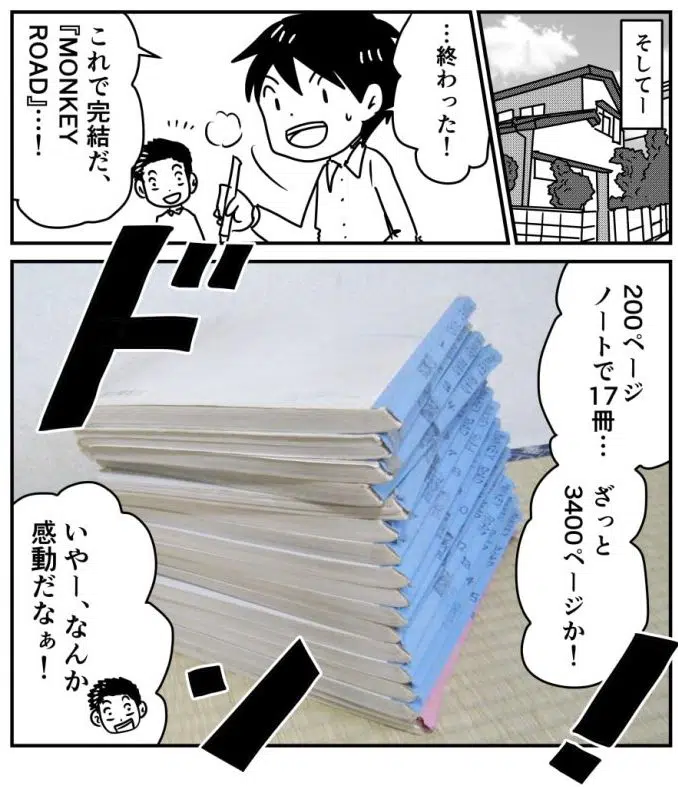 そしてー
…終わった！
これで完結だ、
『MONKEY
ROAD』…！
200ページ
ノートで17冊…
ざっと
3400ページか！
いやー、なんか
感動だなぁ！
ドン！